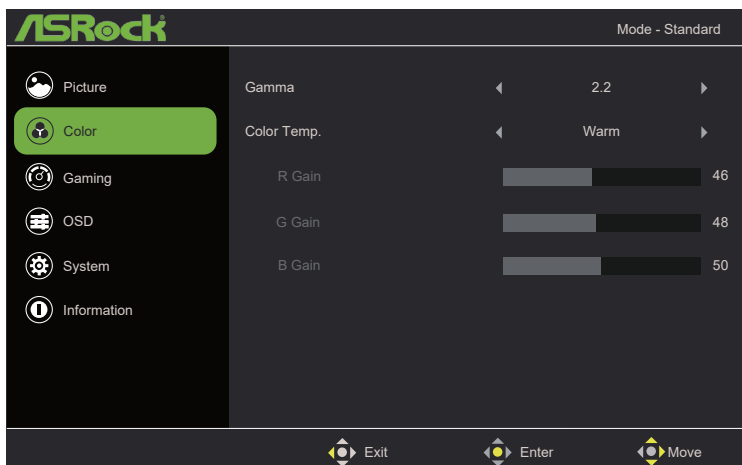 ASRock
Mode - Standard
Picture
Gamma 2.2
Color
Color Temp. Warm
Gaming
R Gain 46
OSD
G Gain 48
System
B Gain 50
Information
Exit Enter Move